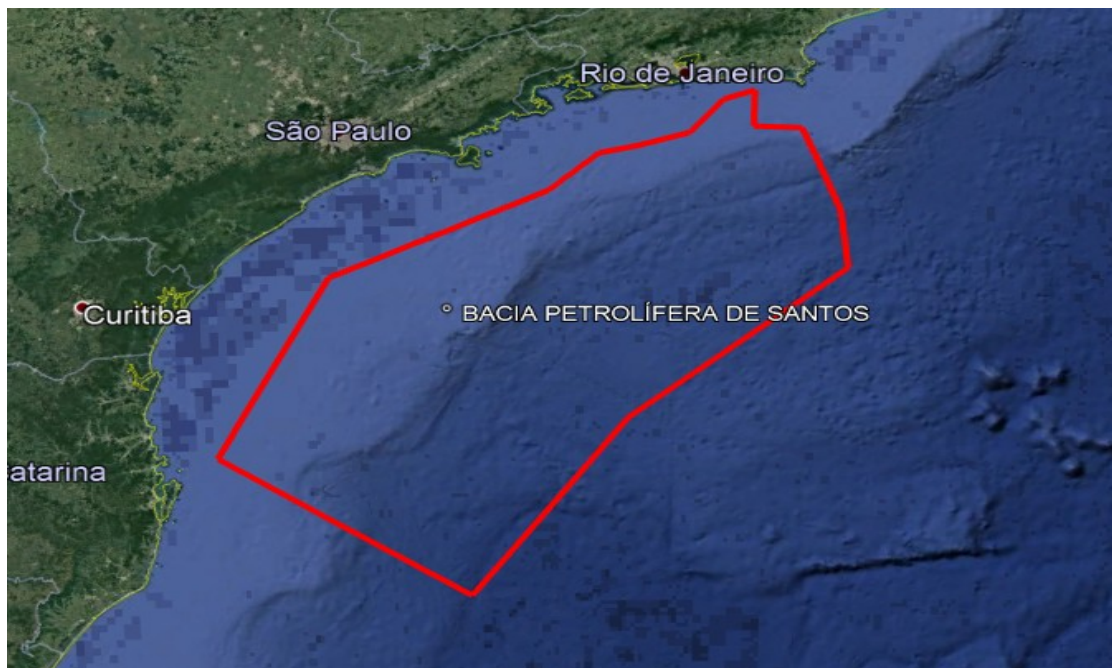 Rio de Janeiro
São Paulo
BACIA PETROLÍFERA DE SANTOS
Curitiba
atarina